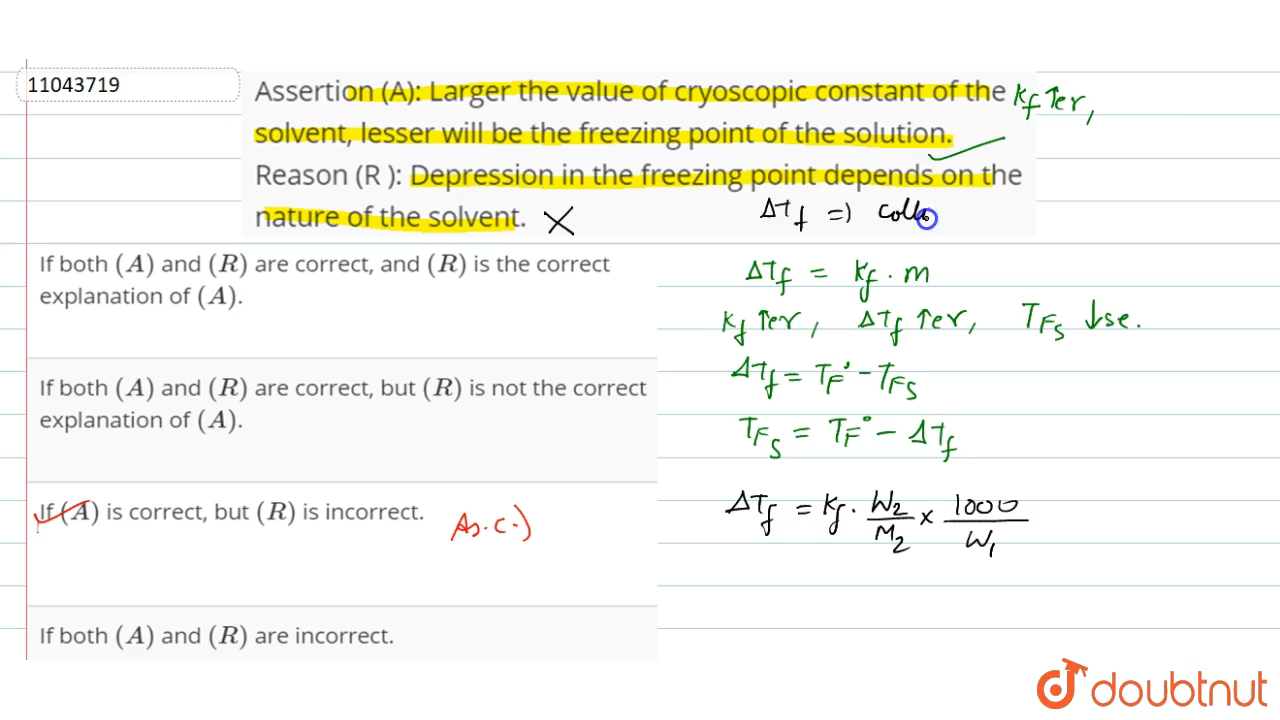 11043719
Assertion (A): Larger the value of cryoscopic constant of the
solvent, lesser will be the freezing point of the solution.
Reason (R ): Depression in the freezing point depends on the
nature of the solvent.
Kf ↑er,
ΔTf ⇒ Coll
If both (A) and (R) are correct, and (R) is the correct
explanation of (A).
If both (A) and (R) are correct, but (R) is not the correct
explanation of (A).
If (A) is correct, but (R) is incorrect.
As. C.)
If both (A) and (R) are incorrect.
ΔTf = Kf · m
Kf ↑er, ΔTf ↑er, TFs ↓se.
ΔTf = TF° - TFs
TFs = TF° - ΔTf
ΔTf = Kf · W2/M2 × 1000/W1
doubtnut